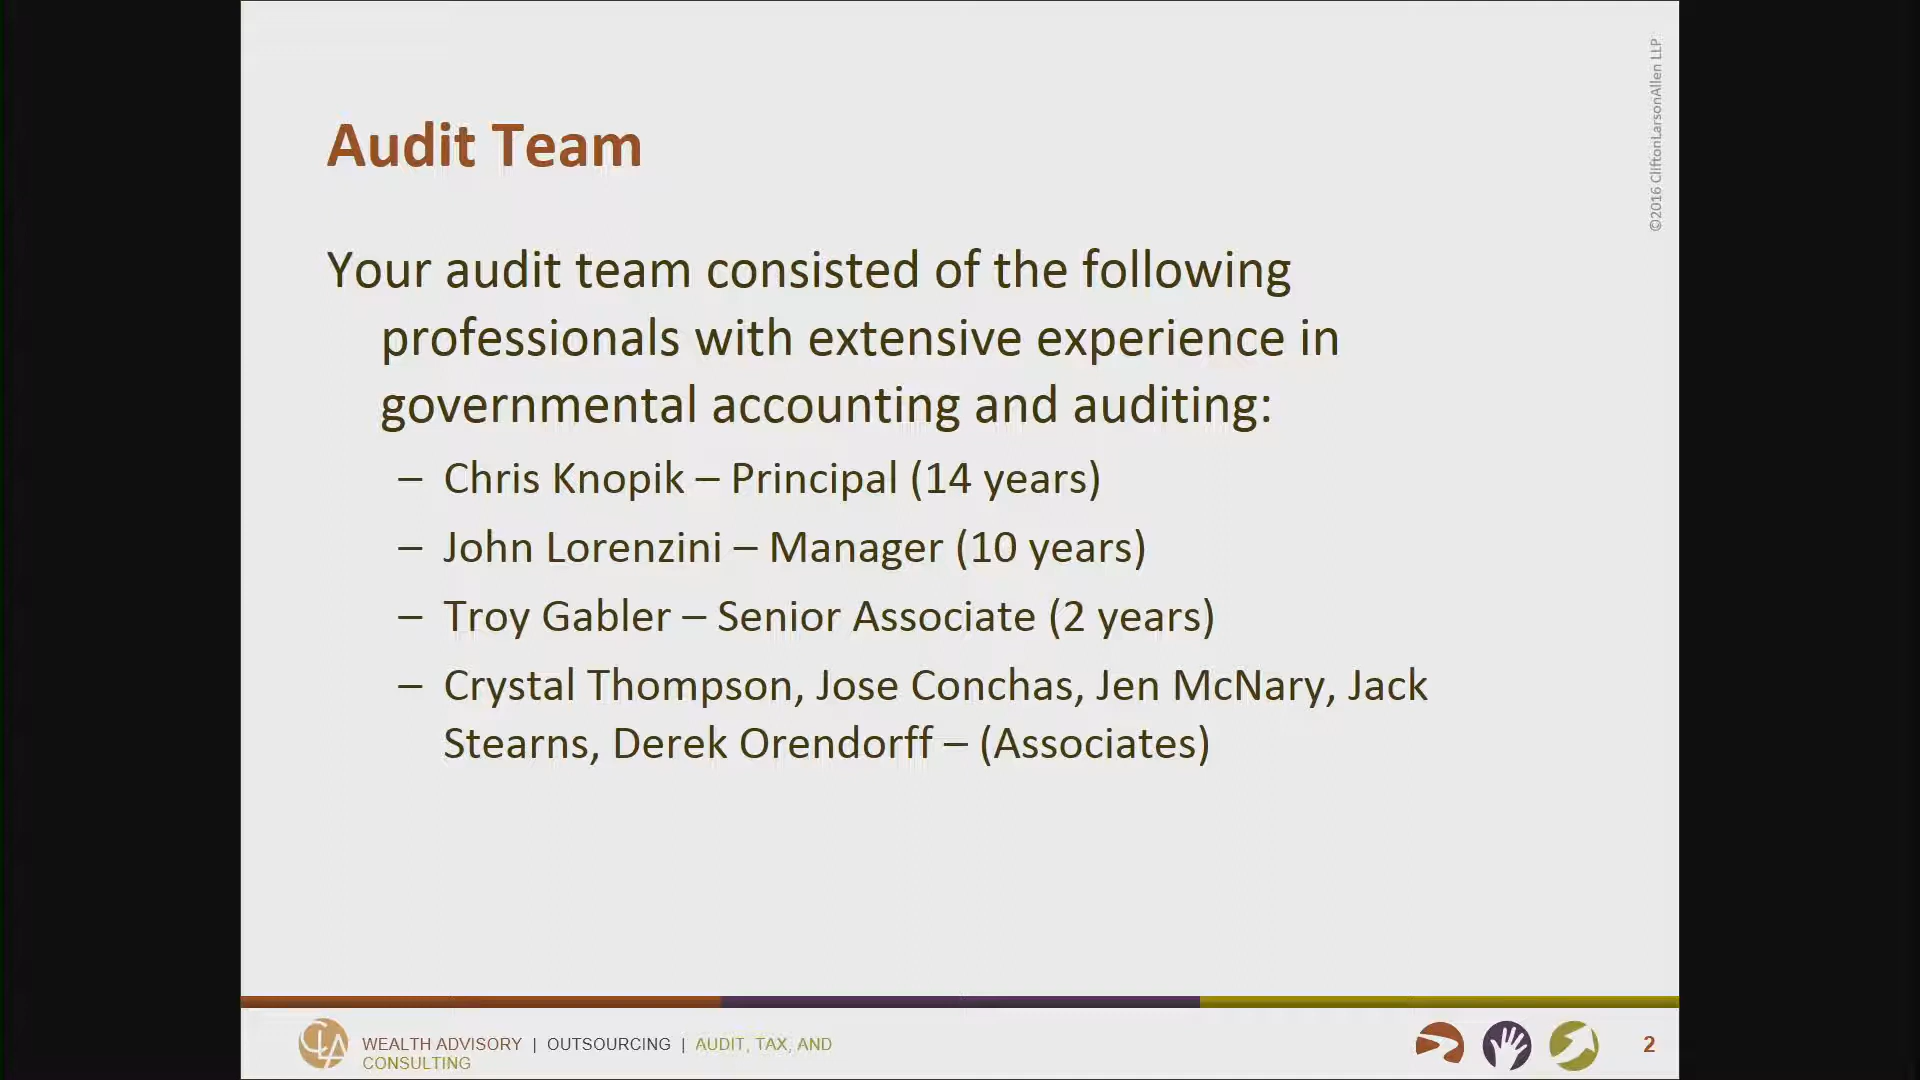 ©2016 CliftonLarsonAllen LLP
Audit Team
Your audit team consisted of the following
professionals with extensive experience in
governmental accounting and auditing:
– Chris Knopik – Principal (14 years)
– John Lorenzini – Manager (10 years)
– Troy Gabler – Senior Associate (2 years)
– Crystal Thompson, Jose Conchas, Jen McNary, Jack
Stearns, Derek Orendorff – (Associates)
CLA
WEALTH ADVISORY | OUTSOURCING | AUDIT, TAX, AND
CONSULTING
2